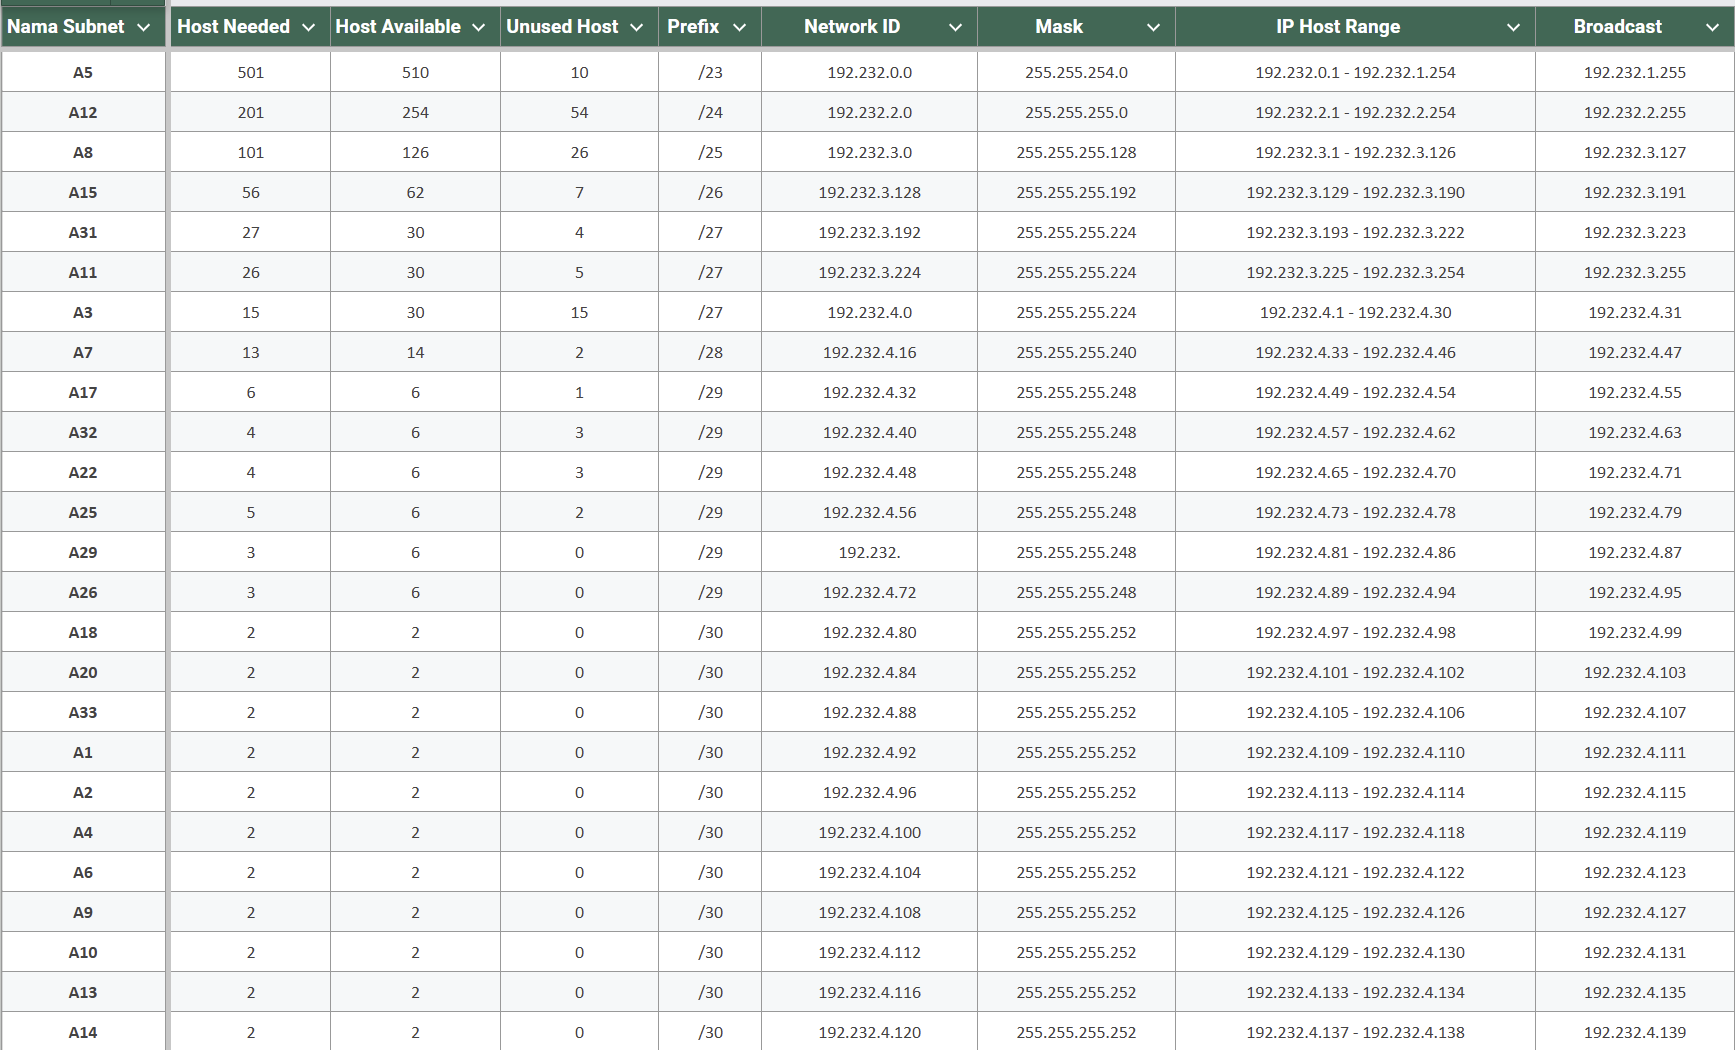 Nama Subnet Host Needed Host Available Unused Host Prefix Network ID Mask IP Host Range Broadcast
A5 501 510 10 /23 192.232.0.0 255.255.254.0 192.232.0.1 - 192.232.1.254 192.232.1.255
A12 201 254 54 /24 192.232.2.0 255.255.255.0 192.232.2.1 - 192.232.2.254 192.232.2.255
A8 101 126 26 /25 192.232.3.0 255.255.255.128 192.232.3.1 - 192.232.3.126 192.232.3.127
A15 56 62 7 /26 192.232.3.128 255.255.255.192 192.232.3.129 - 192.232.3.190 192.232.3.191
A31 27 30 4 /27 192.232.3.192 255.255.255.224 192.232.3.193 - 192.232.3.222 192.232.3.223
A11 26 30 5 /27 192.232.3.224 255.255.255.224 192.232.3.225 - 192.232.3.254 192.232.3.255
A3 15 30 15 /27 192.232.4.0 255.255.255.224 192.232.4.1 - 192.232.4.30 192.232.4.31
A7 13 14 2 /28 192.232.4.16 255.255.255.240 192.232.4.33 - 192.232.4.46 192.232.4.47
A17 6 6 1 /29 192.232.4.32 255.255.255.248 192.232.4.49 - 192.232.4.54 192.232.4.55
A32 4 6 3 /29 192.232.4.40 255.255.255.248 192.232.4.57 - 192.232.4.62 192.232.4.63
A22 4 6 3 /29 192.232.4.48 255.255.255.248 192.232.4.65 - 192.232.4.70 192.232.4.71
A25 5 6 2 /29 192.232.4.56 255.255.255.248 192.232.4.73 - 192.232.4.78 192.232.4.79
A29 3 6 0 /29 192.232. 255.255.255.248 192.232.4.81 - 192.232.4.86 192.232.4.87
A26 3 6 0 /29 192.232.4.72 255.255.255.248 192.232.4.89 - 192.232.4.94 192.232.4.95
A18 2 2 0 /30 192.232.4.80 255.255.255.252 192.232.4.97 - 192.232.4.98 192.232.4.99
A20 2 2 0 /30 192.232.4.84 255.255.255.252 192.232.4.101 - 192.232.4.102 192.232.4.103
A33 2 2 0 /30 192.232.4.88 255.255.255.252 192.232.4.105 - 192.232.4.106 192.232.4.107
A1 2 2 0 /30 192.232.4.92 255.255.255.252 192.232.4.109 - 192.232.4.110 192.232.4.111
A2 2 2 0 /30 192.232.4.96 255.255.255.252 192.232.4.113 - 192.232.4.114 192.232.4.115
A4 2 2 0 /30 192.232.4.100 255.255.255.252 192.232.4.117 - 192.232.4.118 192.232.4.119
A6 2 2 0 /30 192.232.4.104 255.255.255.252 192.232.4.121 - 192.232.4.122 192.232.4.123
A9 2 2 0 /30 192.232.4.108 255.255.255.252 192.232.4.125 - 192.232.4.126 192.232.4.127
A10 2 2 0 /30 192.232.4.112 255.255.255.252 192.232.4.129 - 192.232.4.130 192.232.4.131
A13 2 2 0 /30 192.232.4.116 255.255.255.252 192.232.4.133 - 192.232.4.134 192.232.4.135
A14 2 2 0 /30 192.232.4.120 255.255.255.252 192.232.4.137 - 192.232.4.138 192.232.4.139